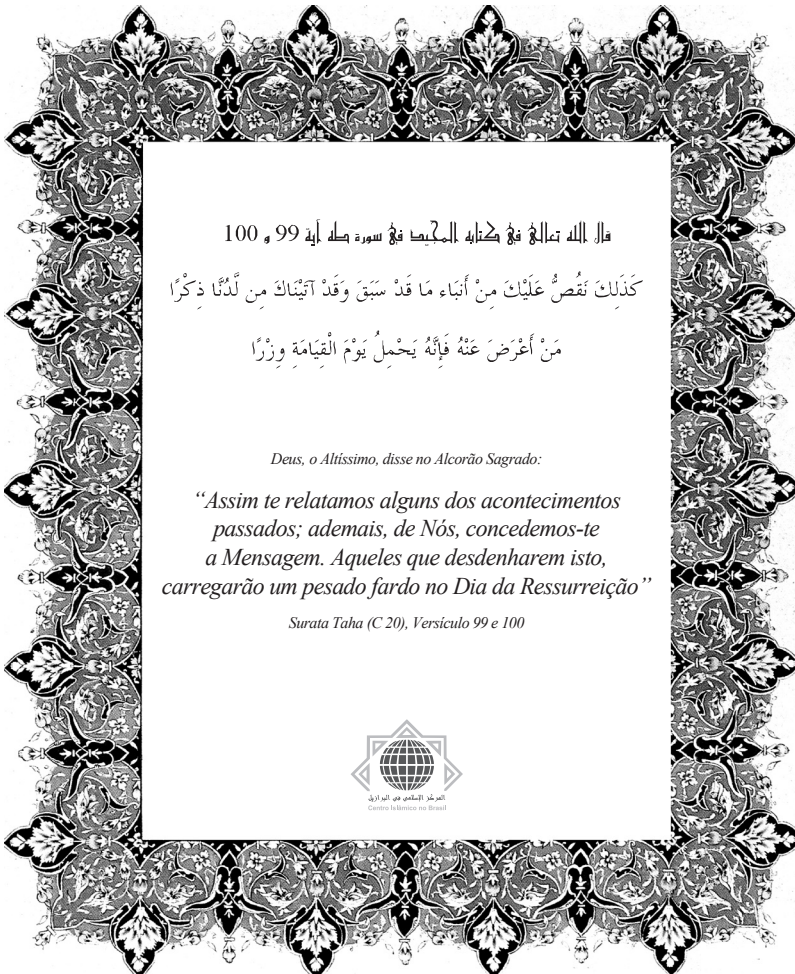 قال الله تعالى في كتابه المجيد في سورة طه آية 99 و 100
كَذَلِكَ نَقُصُّ عَلَيْكَ مِنْ أَنبَاء مَا قَدْ سَبَقَ وَقَدْ آتَيْنَاكَ مِن لَّدُنَّا ذِكْرًا
مَنْ أَعْرَضَ عَنْهُ فَإِنَّهُ يَحْمِلُ يَوْمَ الْقِيَامَةِ وِزْرًا
Deus, o Altíssimo, disse no Alcorão Sagrado:
“Assim te relatamos alguns dos acontecimentos
passados; ademais, de Nós, concedemos-te
a Mensagem. Aqueles que desdenharem isto,
carregarão um pesado fardo no Dia da Ressurreição”
Surata Taha (C 20), Versículo 99 e 100
المركز الإسلامي في البرازيل
Centro Islâmico no Brasil